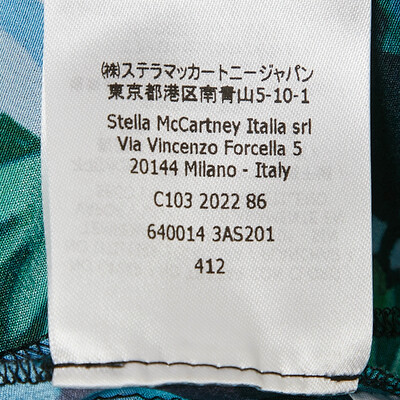 ㈱ステラマッカートニージャパン
東京都港区南青山5-10-1
Stella McCartney Italia srl
Via Vincenzo Forcella 5
20144 Milano - Italy
C103 2022 86
640014 3AS201
412